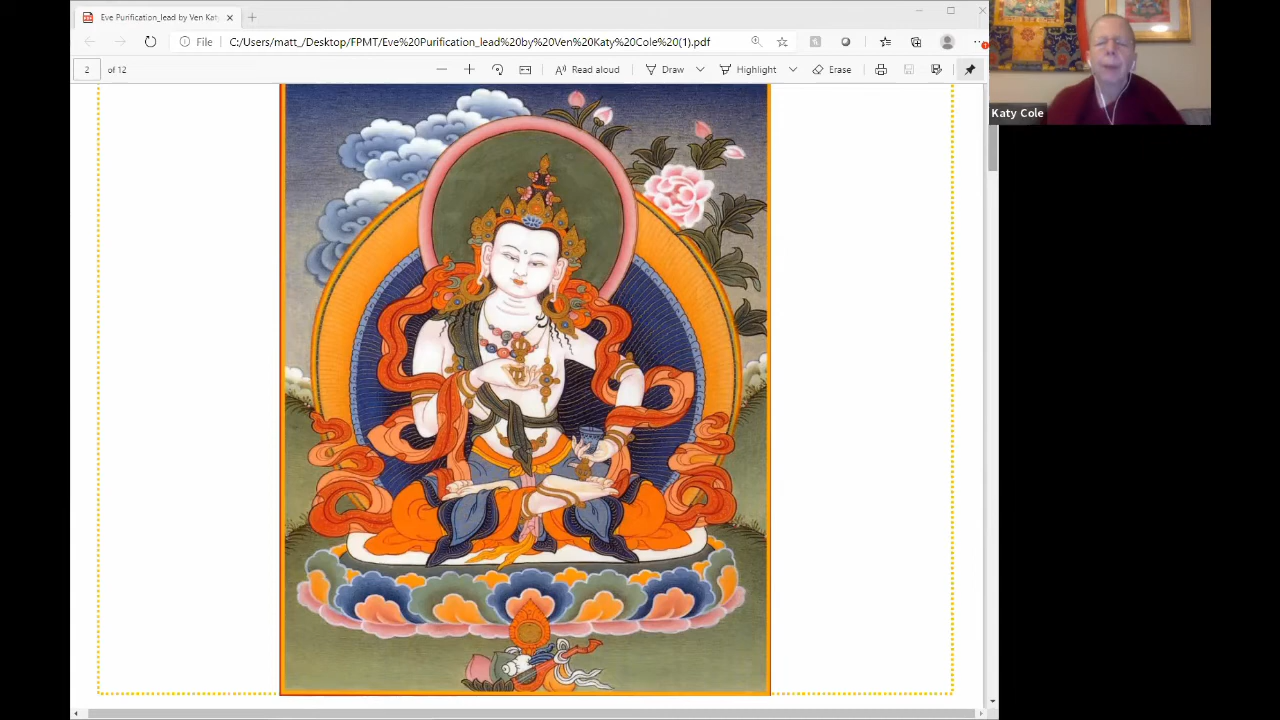 Eve Purification_lead by Ven Kat
File
C:/Users/matt_/Desktop/FPMT/Eve%20Purification_lead%20by%20Ven%20Katy%20Cole%20(1).pdf
2 of 12
Read aloud
Draw
Highlight
Erase
Katy Cole